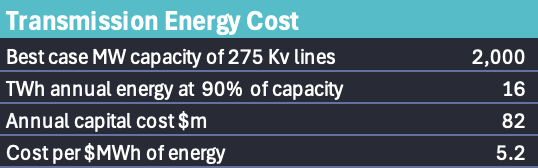 Transmission Energy Cost
Best case MW capacity of 275 Kv lines 2,000
TWh annual energy at 90% of capacity 16
Annual capital cost $m 82
Cost per $MWh of energy 5.2